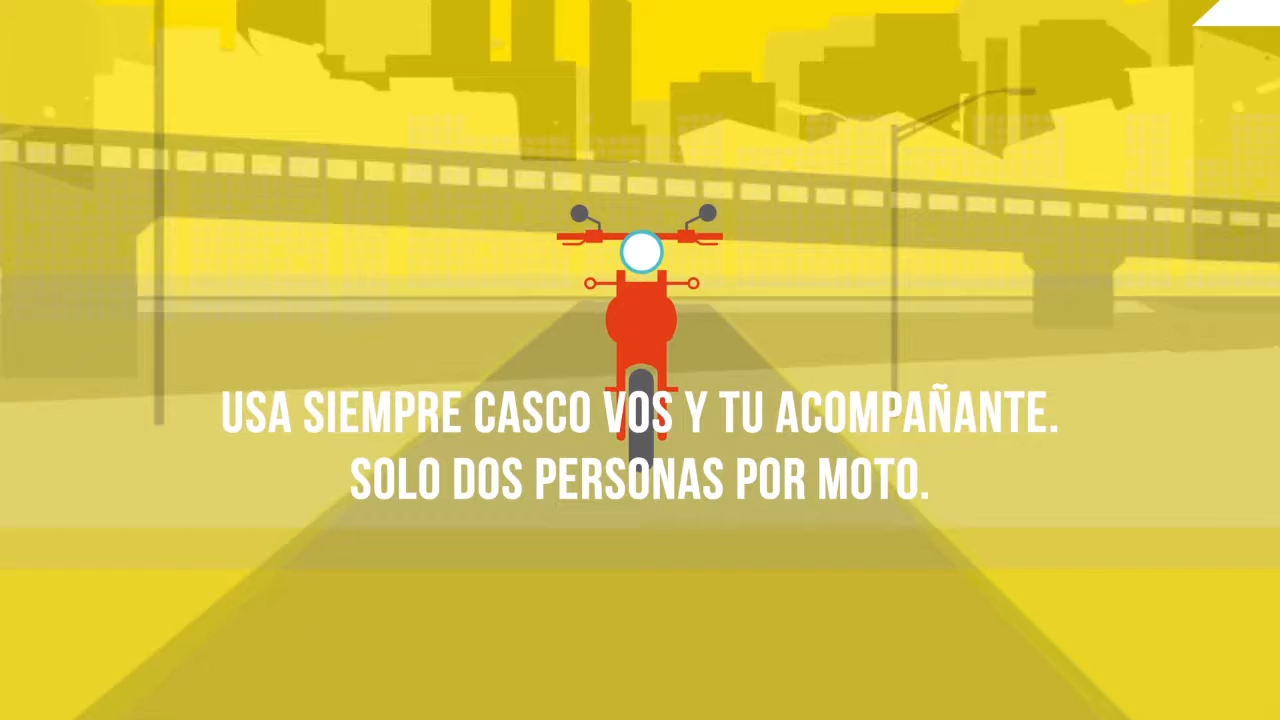 USA SIEMPRE CASCO VOS Y TU ACOMPAÑANTE.
SOLO DOS PERSONAS POR MOTO.